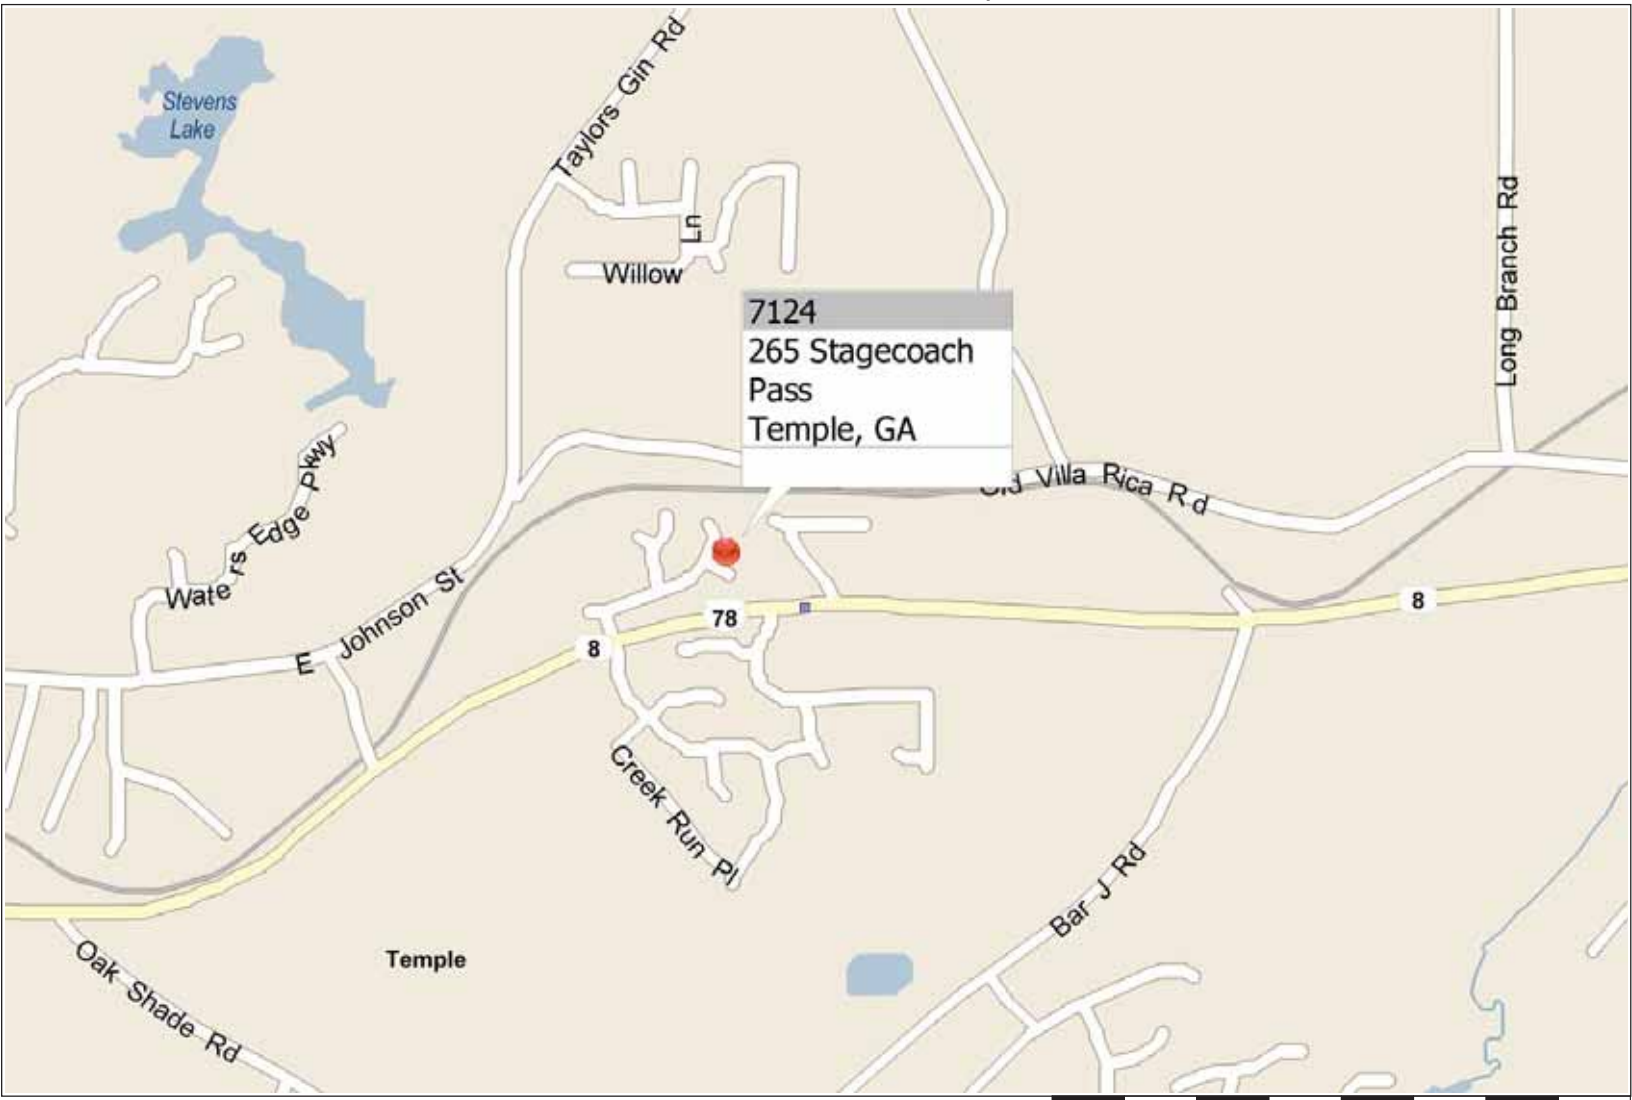 Taylors Gin Rd
Stevens
Lake
Long Branch Rd
Ln
Willow
7124
265 Stagecoach
Pass
Temple, GA
Old Villa Rica Rd
Waters Edge Pkwy
E Johnson St
8
78
8
Creek Run Pl
Bar J Rd
Oak Shade Rd
Temple